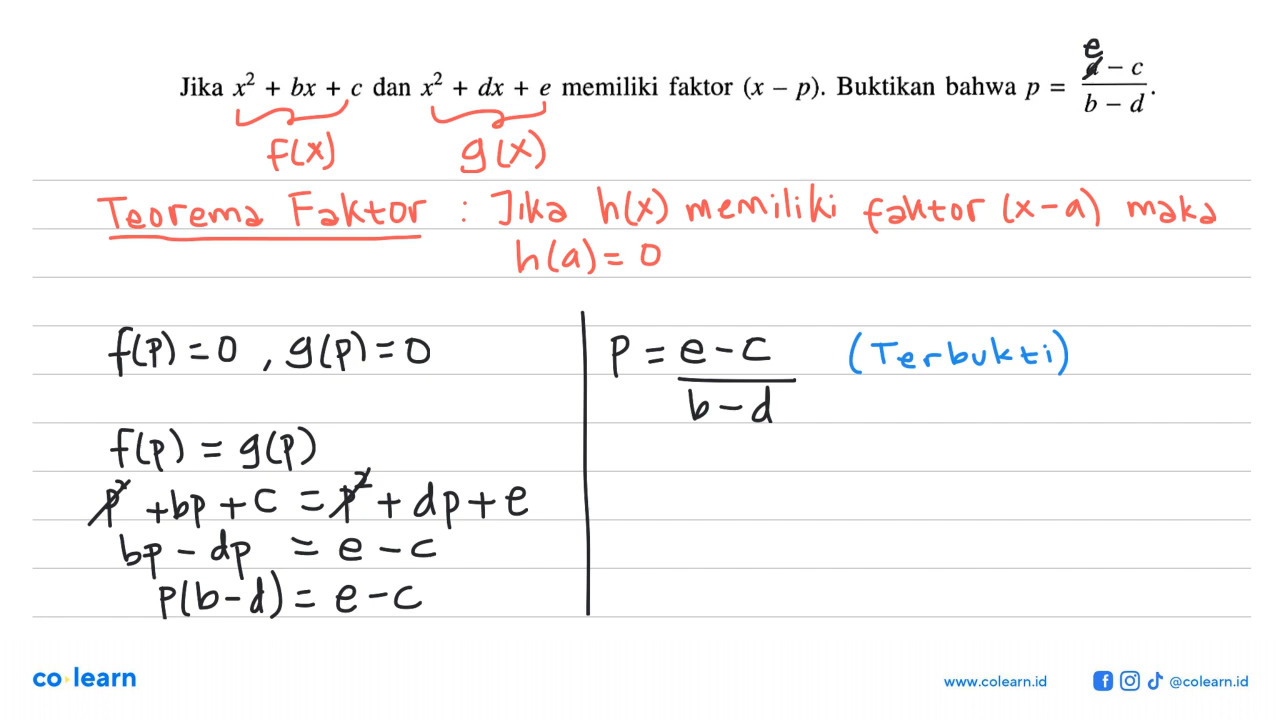 Jika x² + bx + c dan x² + dx + e memiliki faktor (x – p). Buktikan bahwa p = (e – c)/(b – d).
f(x) g(x)
Teorema Faktor : Jika h(x) memiliki faktor (x-a) maka
h(a) = 0
f(p) = 0 , g(p) = 0
f(p) = g(p)
p² + bp + c = p² + dp + e
bp - dp = e - c
p(b-d) = e - c
p = (e - c)/(b - d) (Terbukti)
co learn
www.colearn.id
@colearn.id